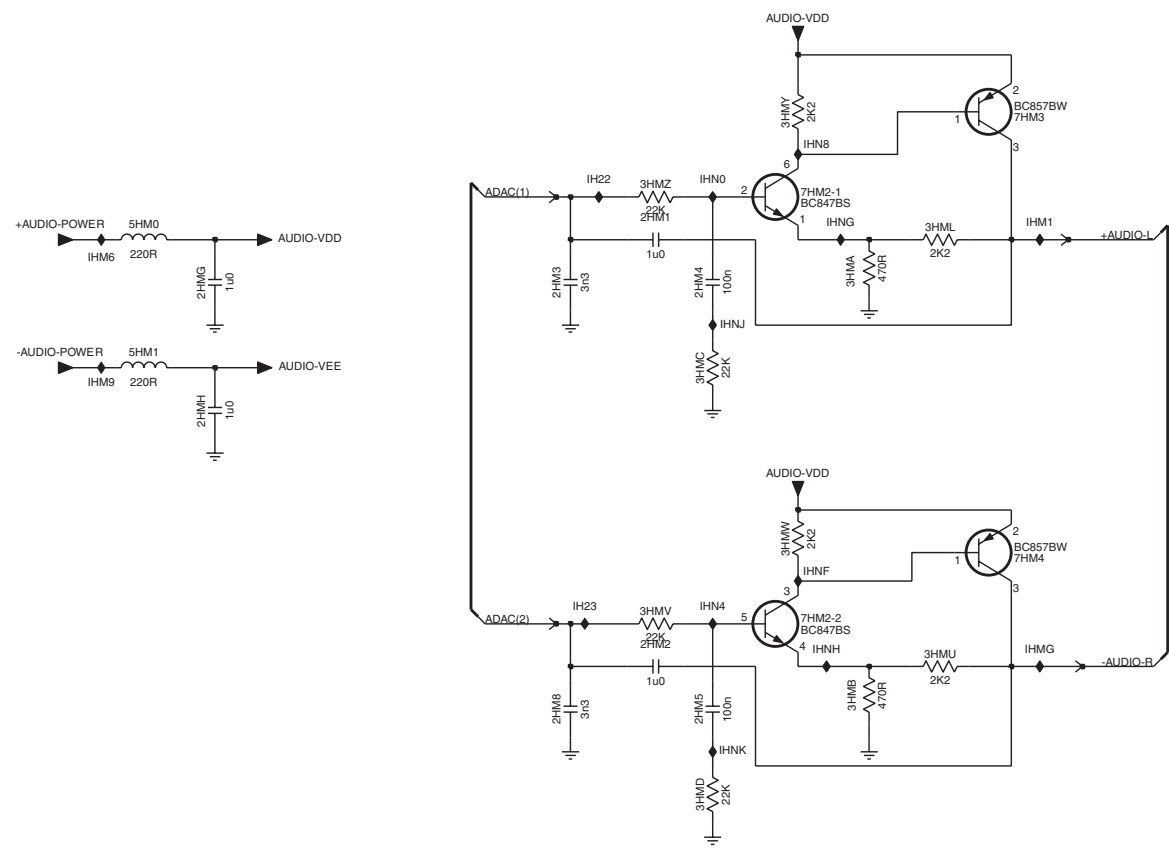 +AUDIO-POWER
5HM0
AUDIO-VDD
IHM6
220R
2HMG
1u0
-AUDIO-POWER
5HM1
AUDIO-VEE
IHM9
220R
2HMH
1u0
AUDIO-VDD
3HMY
2K2
2
BC857BW
7HM3
1
3
IHN8
6
ADAC(1)
IH22
3HMZ
22K
IHN0
2
7HM2-1
BC847BS
1
2HM1
1u0
IHNG
3HML
2K2
IHM1
+AUDIO-L
2HM3
3n3
2HM4
100n
3HMA
470R
IHNJ
3HMC
22K
AUDIO-VDD
3HMW
2K2
2
BC857BW
7HM4
1
3
IHNF
3
ADAC(2)
IH23
3HMV
22K
IHN4
5
7HM2-2
BC847BS
4
2HM2
1u0
IHNH
3HMU
2K2
IHMG
-AUDIO-R
2HM8
3n3
2HM5
100n
3HMB
470R
IHNK
3HMD
22K